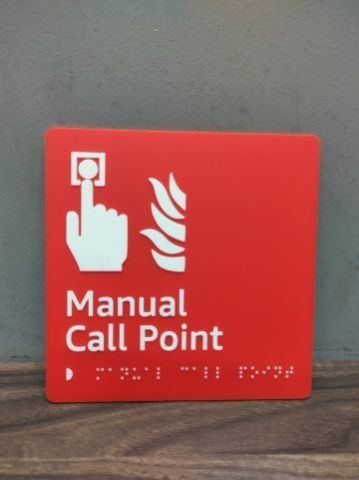 Manual
Call Point
⠍⠁⠝⠥⠁⠇ ⠉⠁⠇⠇ ⠏⠕⠊⠝⠞